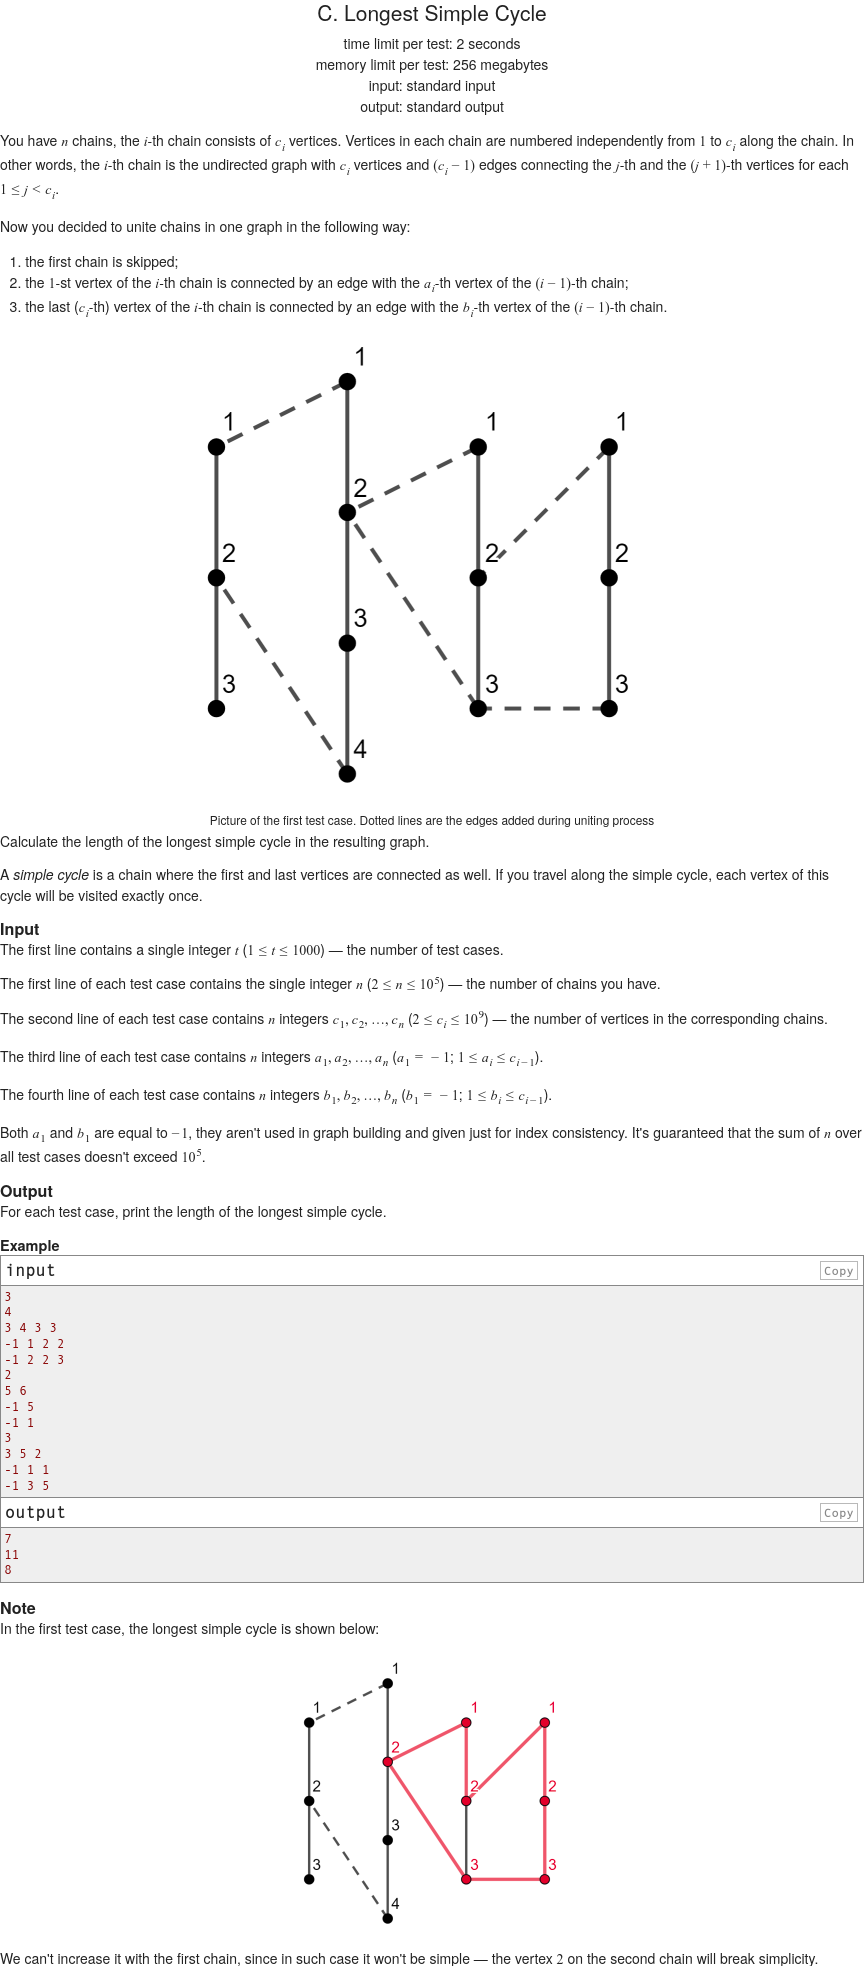 C. Longest Simple Cycle
time limit per test: 2 seconds
memory limit per test: 256 megabytes
input: standard input
output: standard output
You have n chains, the i-th chain consists of c_i vertices. Vertices in each chain are numbered independently from 1 to c_i along the chain. In
other words, the i-th chain is the undirected graph with c_i vertices and (c_i − 1) edges connecting the j-th and the (j + 1)-th vertices for each
1 ≤ j < c_i.
Now you decided to unite chains in one graph in the following way:
1. the first chain is skipped;
2. the 1-st vertex of the i-th chain is connected by an edge with the a_i-th vertex of the (i − 1)-th chain;
3. the last (c_i-th) vertex of the i-th chain is connected by an edge with the b_i-th vertex of the (i − 1)-th chain.
1
1 1 1
2
2 2 2
3
3 3 3
4
Picture of the first test case. Dotted lines are the edges added during uniting process
Calculate the length of the longest simple cycle in the resulting graph.
A simple cycle is a chain where the first and last vertices are connected as well. If you travel along the simple cycle, each vertex of this
cycle will be visited exactly once.
Input
The first line contains a single integer t (1 ≤ t ≤ 1000) — the number of test cases.
The first line of each test case contains the single integer n (2 ≤ n ≤ 10^5) — the number of chains you have.
The second line of each test case contains n integers c_1, c_2, …, c_n (2 ≤ c_i ≤ 10^9) — the number of vertices in the corresponding chains.
The third line of each test case contains n integers a_1, a_2, …, a_n (a_1 = − 1; 1 ≤ a_i ≤ c_{i−1}).
The fourth line of each test case contains n integers b_1, b_2, …, b_n (b_1 = − 1; 1 ≤ b_i ≤ c_{i−1}).
Both a_1 and b_1 are equal to −1, they aren't used in graph building and given just for index consistency. It's guaranteed that the sum of n over
all test cases doesn't exceed 10^5.
Output
For each test case, print the length of the longest simple cycle.
Example
input Copy
3
4
3 4 3 3
-1 1 2 2
-1 2 2 3
2
5 6
-1 5
-1 1
3
3 5 2
-1 1 1
-1 3 5
output Copy
7
11
8
Note
In the first test case, the longest simple cycle is shown below:
1
1 1 1
2
2 2 2
3
3 3 3
4
We can't increase it with the first chain, since in such case it won't be simple — the vertex 2 on the second chain will break simplicity.